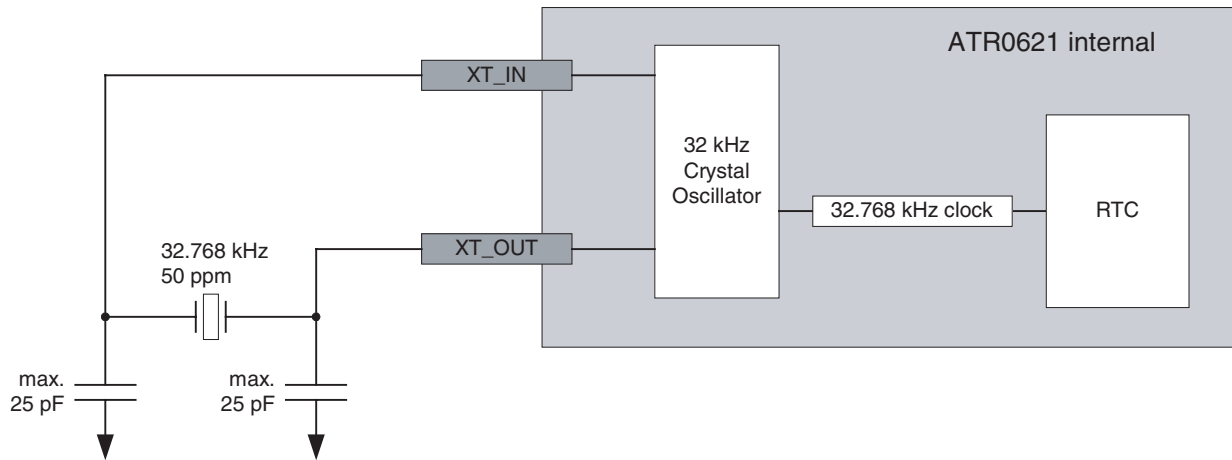 ATR0621 internal
XT_IN
32 kHz
Crystal
Oscillator
32.768 kHz clock
RTC
XT_OUT
32.768 kHz
50 ppm
max.
25 pF
max.
25 pF